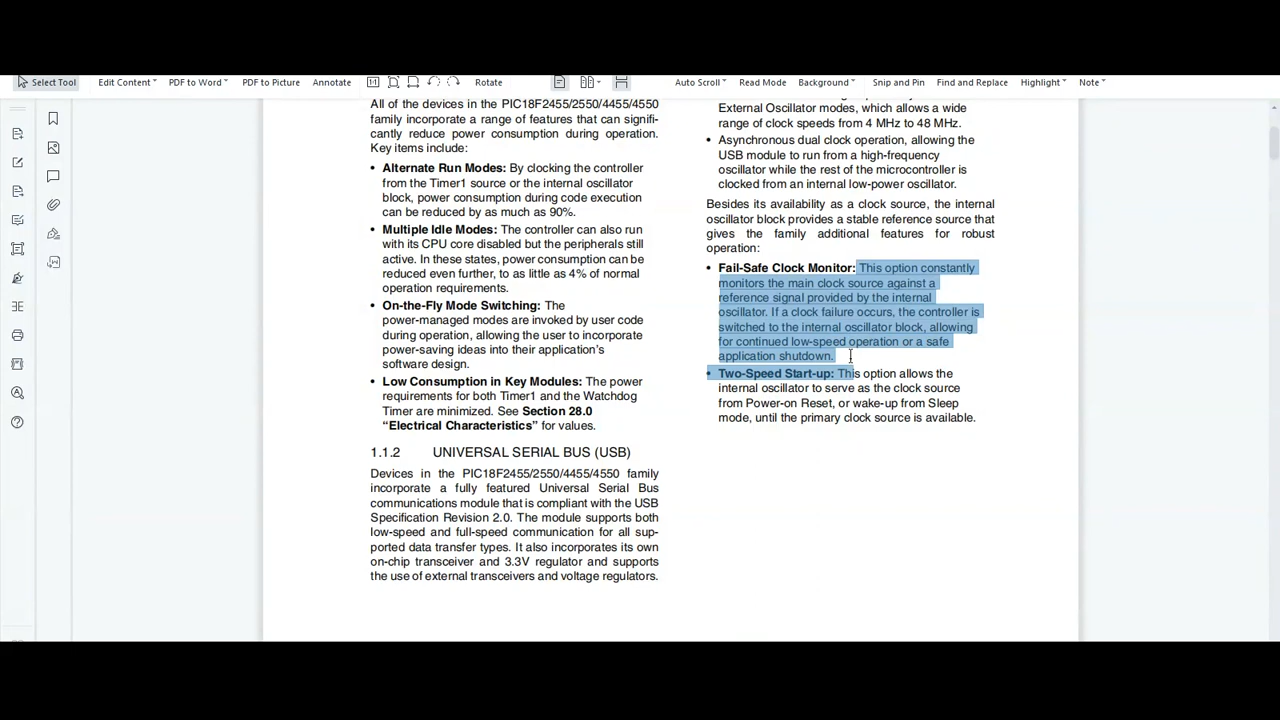 Select Tool
Edit Content
PDF to Word
PDF to Picture
Annotate
Rotate
Auto Scroll
Read Mode
Background
Snip and Pin
Find and Replace
Highlight
Note
All of the devices in the PIC18F2455/2550/4455/4550
family incorporate a range of features that can signifi-
cantly reduce power consumption during operation.
Key items include:
• Alternate Run Modes: By clocking the controller
from the Timer1 source or the internal oscillator
block, power consumption during code execution
can be reduced by as much as 90%.
• Multiple Idle Modes: The controller can also run
with its CPU core disabled but the peripherals still
active. In these states, power consumption can be
reduced even further, to as little as 4% of normal
operation requirements.
• On-the-Fly Mode Switching: The
power-managed modes are invoked by user code
during operation, allowing the user to incorporate
power-saving ideas into their application’s
software design.
• Low Consumption in Key Modules: The power
requirements for both Timer1 and the Watchdog
Timer are minimized. See Section 28.0
“Electrical Characteristics” for values.
1.1.2 UNIVERSAL SERIAL BUS (USB)
Devices in the PIC18F2455/2550/4455/4550 family
incorporate a fully featured Universal Serial Bus
communications module that is compliant with the USB
Specification Revision 2.0. The module supports both
low-speed and full-speed communication for all sup-
ported data transfer types. It also incorporates its own
on-chip transceiver and 3.3V regulator and supports
the use of external transceivers and voltage regulators.
External Oscillator modes, which allows a wide
range of clock speeds from 4 MHz to 48 MHz.
• Asynchronous dual clock operation, allowing the
USB module to run from a high-frequency
oscillator while the rest of the microcontroller is
clocked from an internal low-power oscillator.
Besides its availability as a clock source, the internal
oscillator block provides a stable reference source that
gives the family additional features for robust
operation:
• Fail-Safe Clock Monitor: This option constantly
monitors the main clock source against a
reference signal provided by the internal
oscillator. If a clock failure occurs, the controller is
switched to the internal oscillator block, allowing
for continued low-speed operation or a safe
application shutdown.
• Two-Speed Start-up: This option allows the
internal oscillator to serve as the clock source
from Power-on Reset, or wake-up from Sleep
mode, until the primary clock source is available.